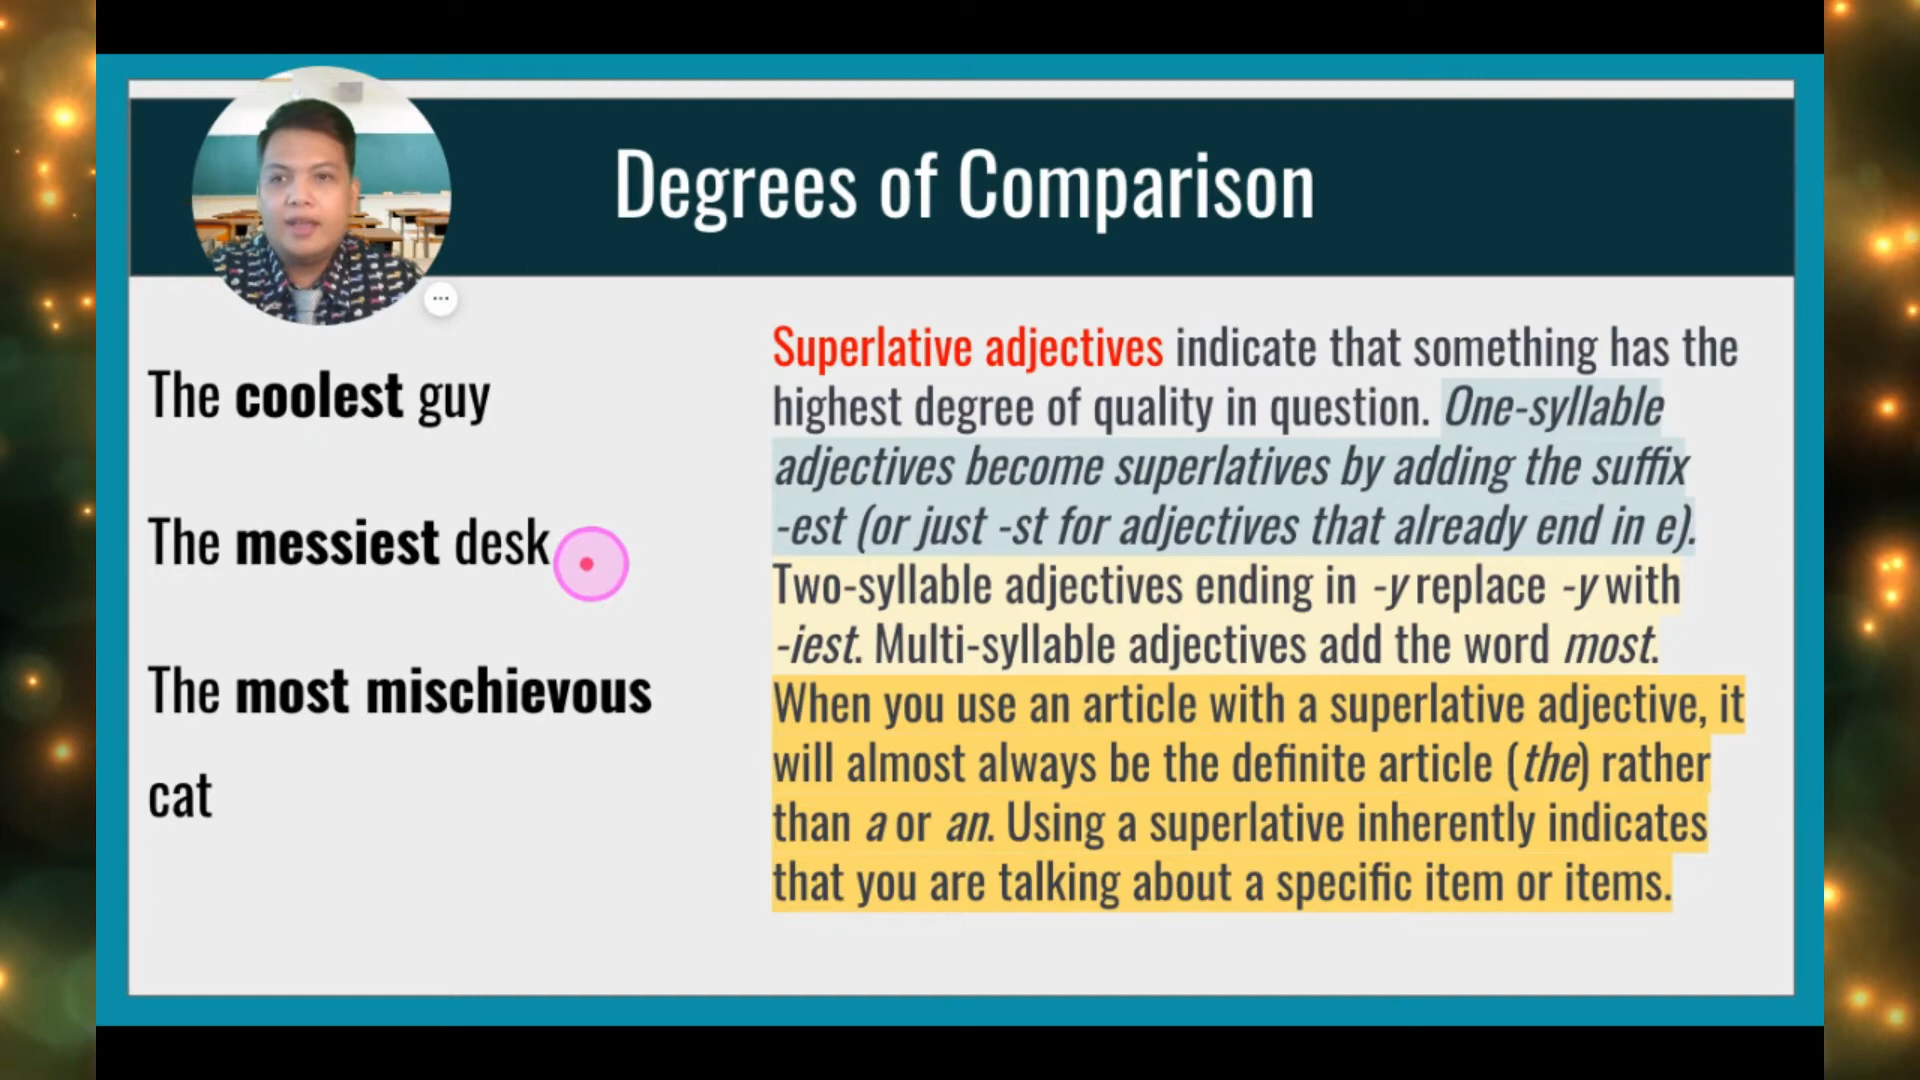 Degrees of Comparison
The coolest guy
The messiest desk
The most mischievous
cat
Superlative adjectives indicate that something has the
highest degree of quality in question. One-syllable
adjectives become superlatives by adding the suffix
-est (or just -st for adjectives that already end in e).
Two-syllable adjectives ending in -y replace -y with
-iest. Multi-syllable adjectives add the word most.
When you use an article with a superlative adjective, it
will almost always be the definite article (the) rather
than a or an. Using a superlative inherently indicates
that you are talking about a specific item or items.